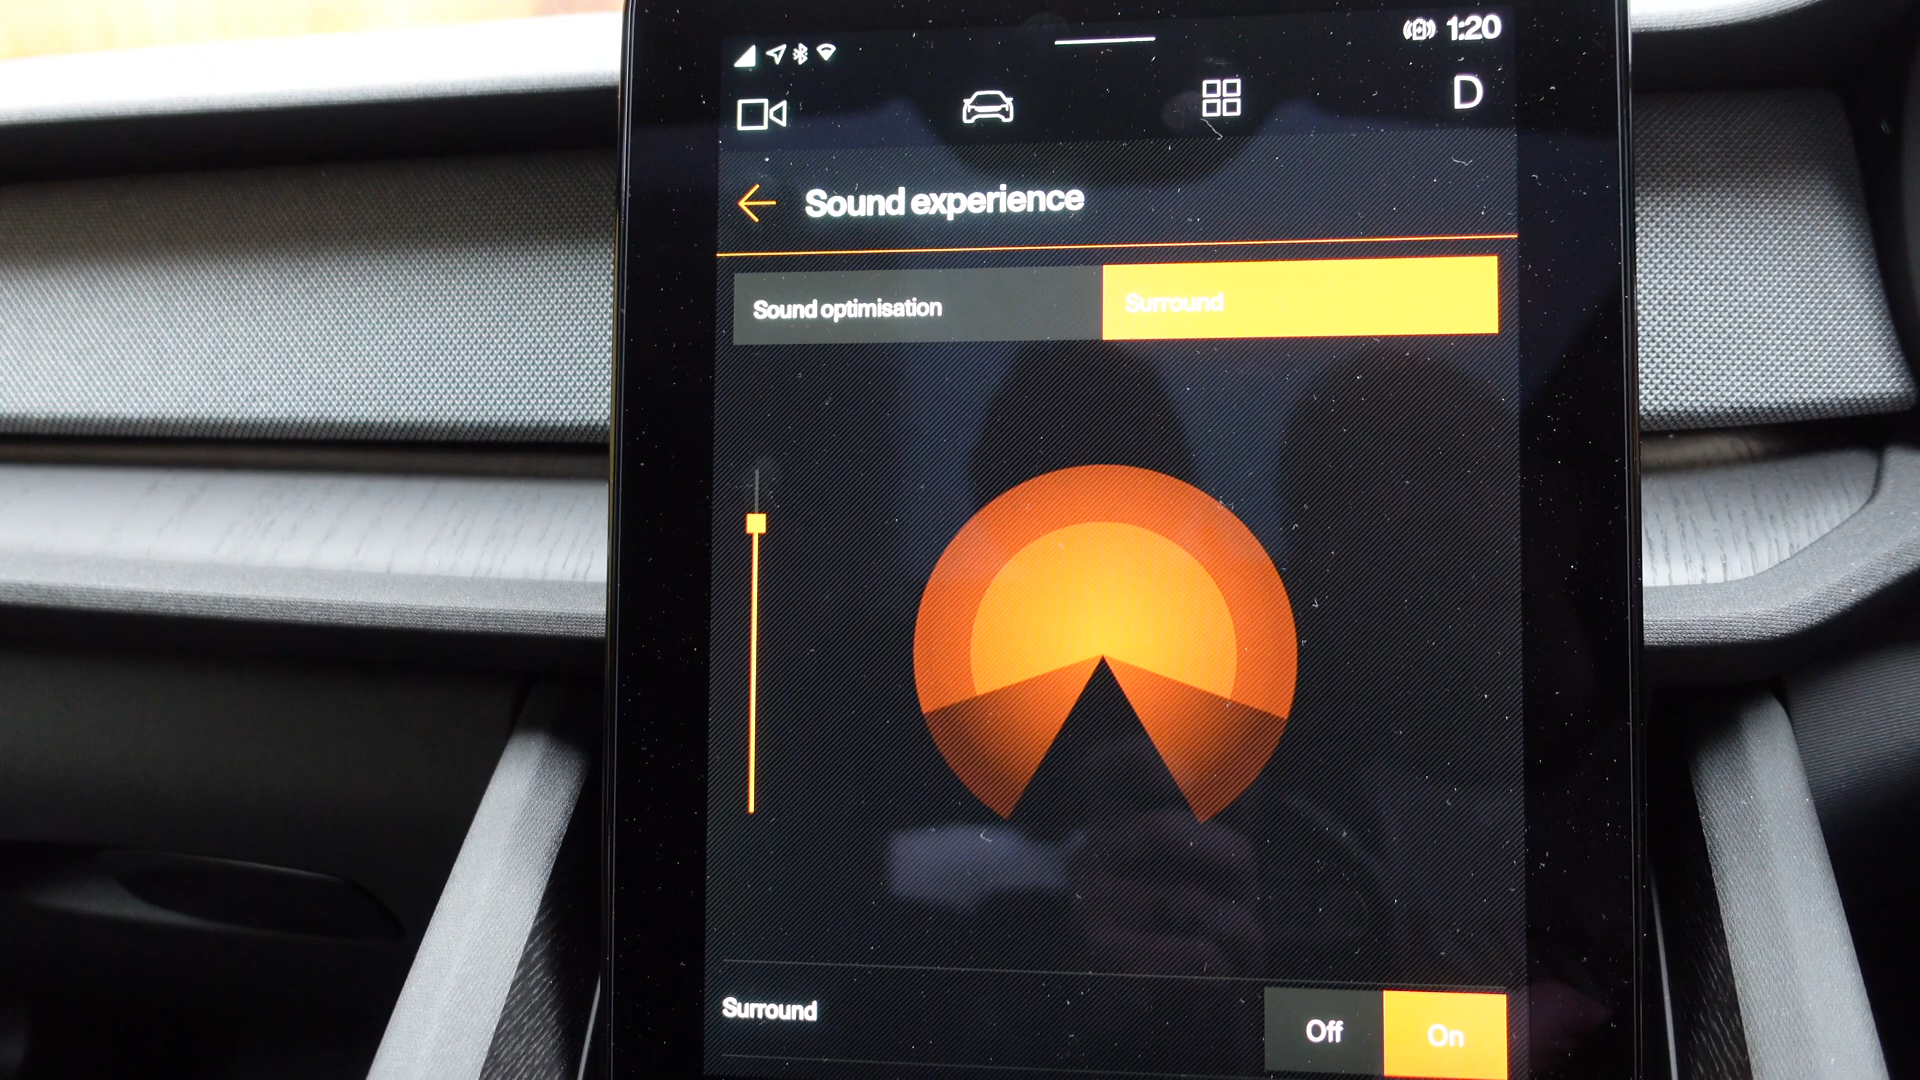 1:20
D
Sound experience
Sound optimisation
Surround
Surround
Off
On